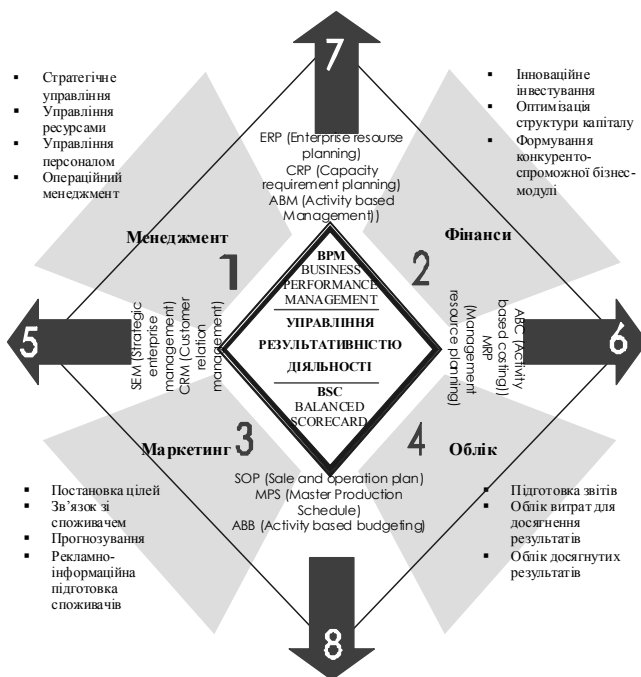 7
Стратегічне
управління
Управління
ресурсами
Управління
персоналом
Операційний
менеджмент
Інноваційне
інвестування
Оптимізація
структури капіталу
Формування
конкуренто-
спроможної бізнес-
модулі
ERP (Enterprise resourse
planning)
CRP (Capacity
requirement planning)
ABM (Activity based
Management))
Менеджмент
1
Фінанси
2
BPM
BUSINESS
PERFORMANCE
MANAGEMENT
УПРАВЛІННЯ
РЕЗУЛЬТАТИВНІСТЮ
ДІЯЛЬНОСТІ
BSC
BALANCED
SCORECARD
5
SEM (Strategic
enterprise
management)
CRM (Customer
relation
management)
ABC (Activity
based costing))
MRP
(Management
resource planning)
6
Маркетинг
3
4
Облік
SOP (Sale and operation plan)
MPS (Master Production
Schedule)
ABB (Activity based budgeting)
Постановка цілей
Зв’язок зі
споживачем
Прогнозування
Рекламно-
інформаційна
підготовка
споживачів
Підготовка звітів
Облік витрат для
досягнення
результатів
Облік досягнутих
результатів
8